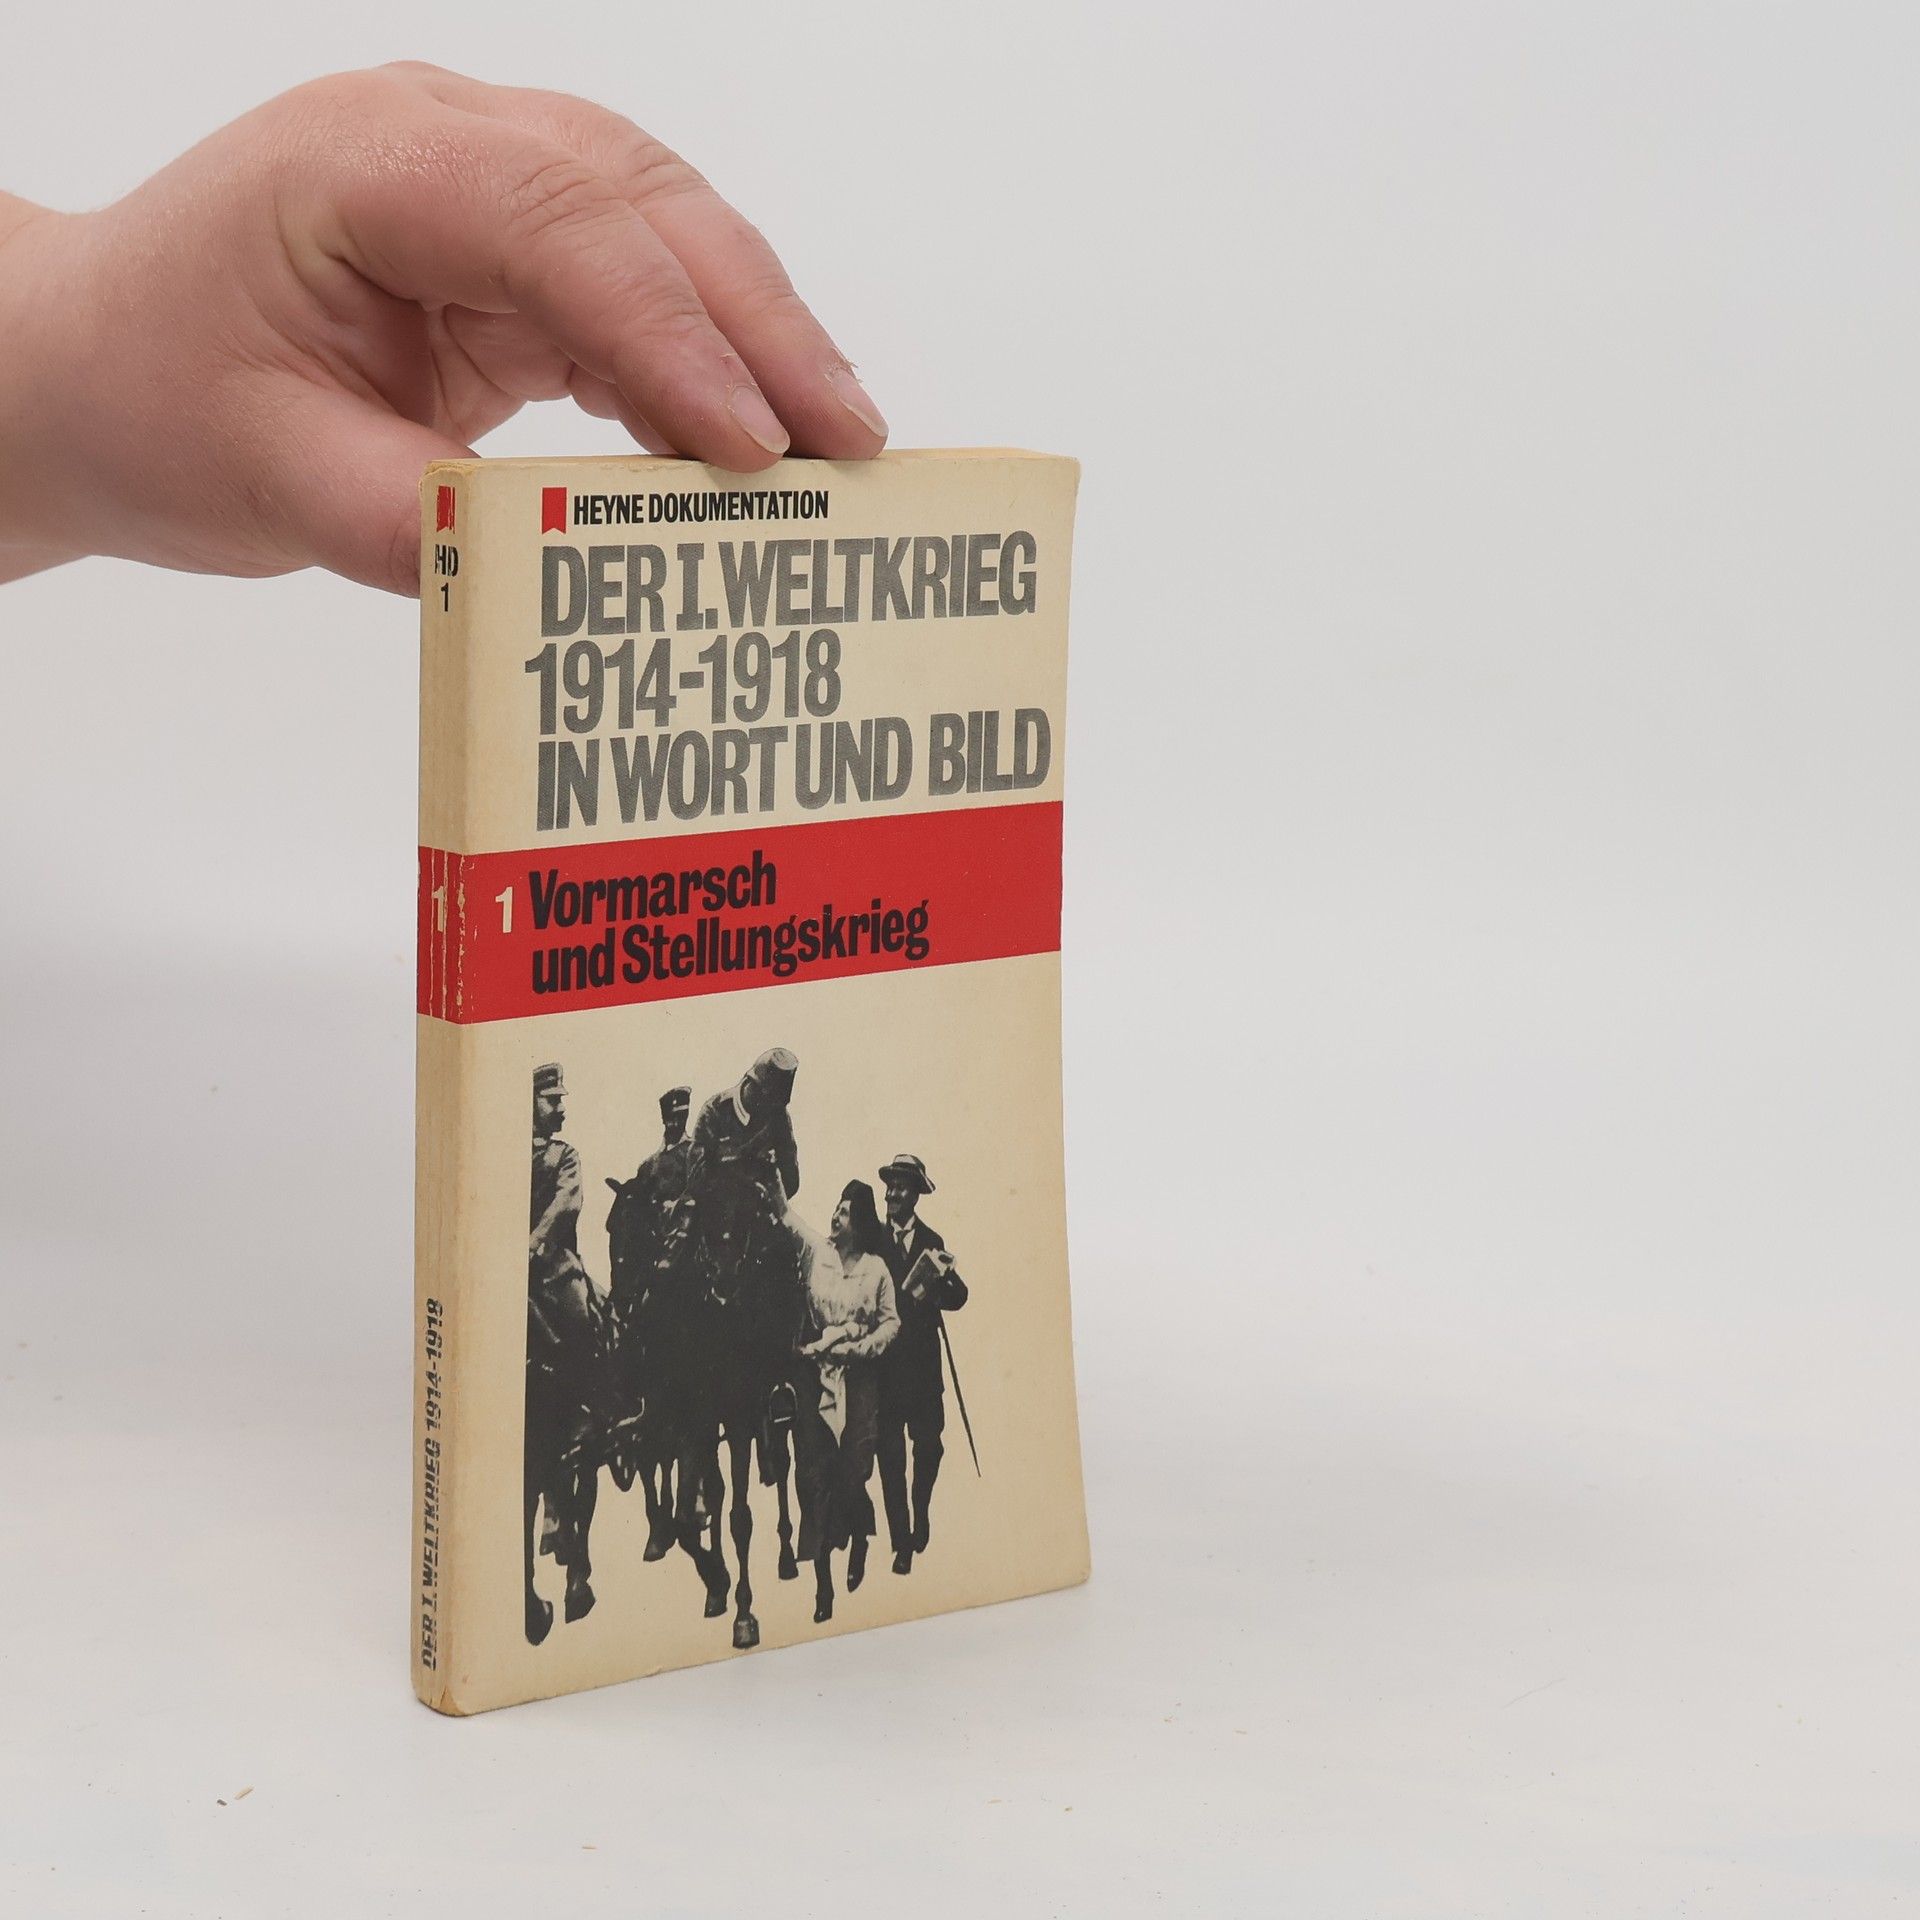 HEYNE DOKUMENTATION
DER I. WELTKRIEG
1914-1918
IN WORT UND BILD
1 Vormarsch
und Stellungskrieg
HD
1
1
DER I. WELTKRIEG 1914-1918